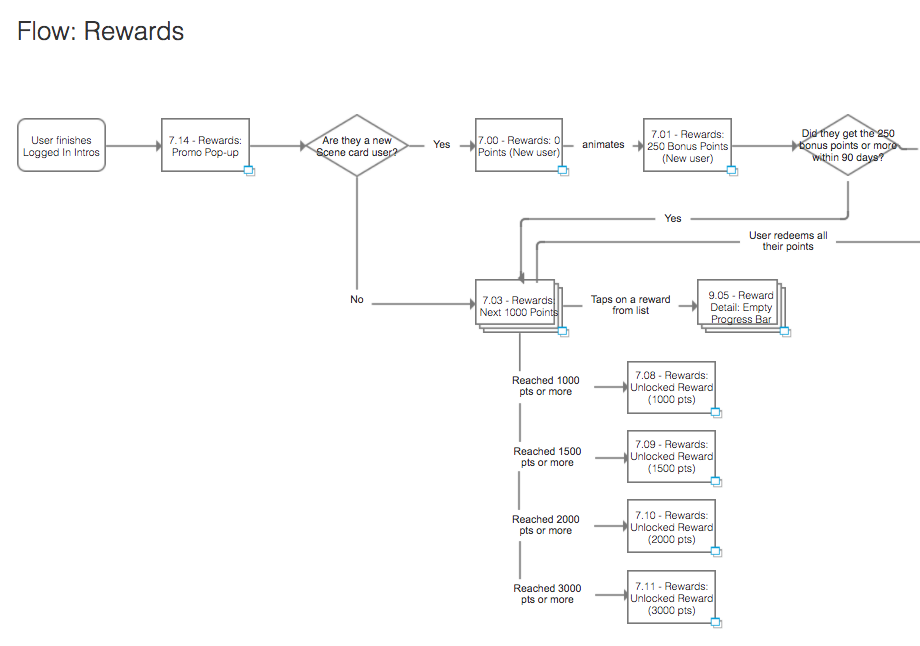 Flow: Rewards
User finishes
Logged In Intros
7.14 - Rewards:
Promo Pop-up
Are they a new
Scene card user?
Yes
7.00 - Rewards: 0
Points (New user)
animates
7.01 - Rewards:
250 Bonus Points
(New user)
Did they get the 250
bonus points or more
within 90 days?
Yes
User redeems all
their points
No
7.03 - Rewards:
Next 1000 Points
Taps on a reward
from list
9.05 - Reward
Detail: Empty
Progress Bar
Reached 1000
pts or more
7.08 - Rewards:
Unlocked Reward
(1000 pts)
Reached 1500
pts or more
7.09 - Rewards:
Unlocked Reward
(1500 pts)
Reached 2000
pts or more
7.10 - Rewards:
Unlocked Reward
(2000 pts)
Reached 3000
pts or more
7.11 - Rewards:
Unlocked Reward
(3000 pts)